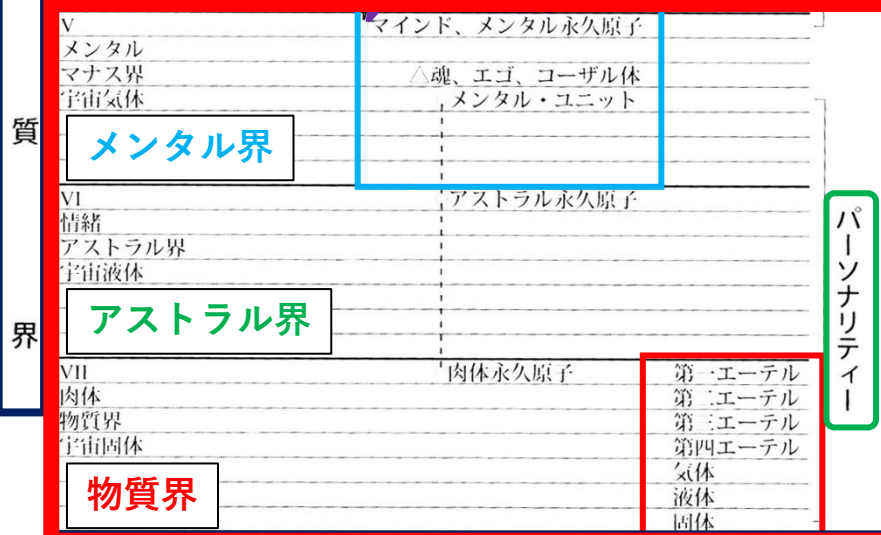 V マインド、メンタル永久原子
メンタル
マナス界 △魂、エゴ、コーザル体
宇宙気体 メンタル・ユニット
メンタル界
VI アストラル永久原子
情緒
アストラル界
宇宙液体
アストラル界
VII 肉体永久原子 第一エーテル
肉体 第二エーテル
物質界 第三エーテル
宇宙固体 第四エーテル
気体
物質界 液体
固体
質
界
パーソナリティー